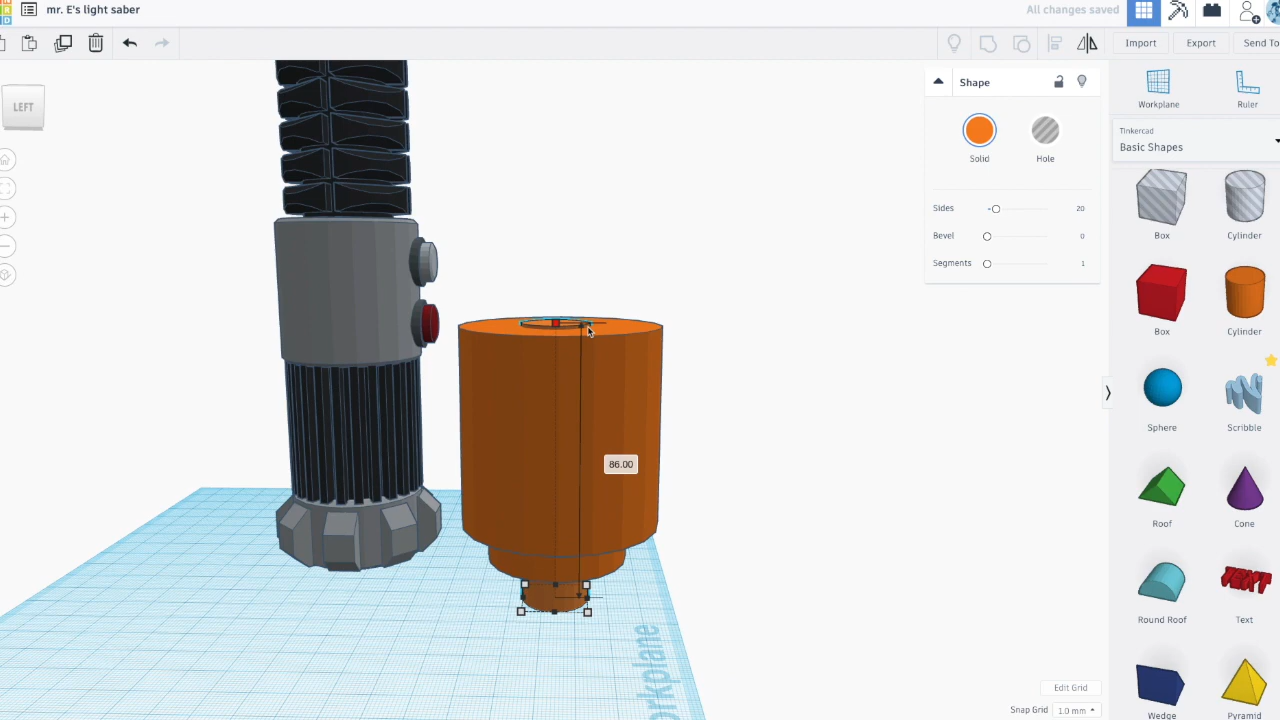 mr. E's light saber
All changes saved
Import
Export
Send To
LEFT
Shape
Solid
Hole
Sides
20
Bevel
0
Segments
1
86.00
Workplane
Ruler
Tinkercad
Basic Shapes
Box
Cylinder
Box
Cylinder
Sphere
Scribble
Roof
Cone
Round Roof
Text
Wedge
Pyramid
Edit Grid
Snap Grid
1.0 mm